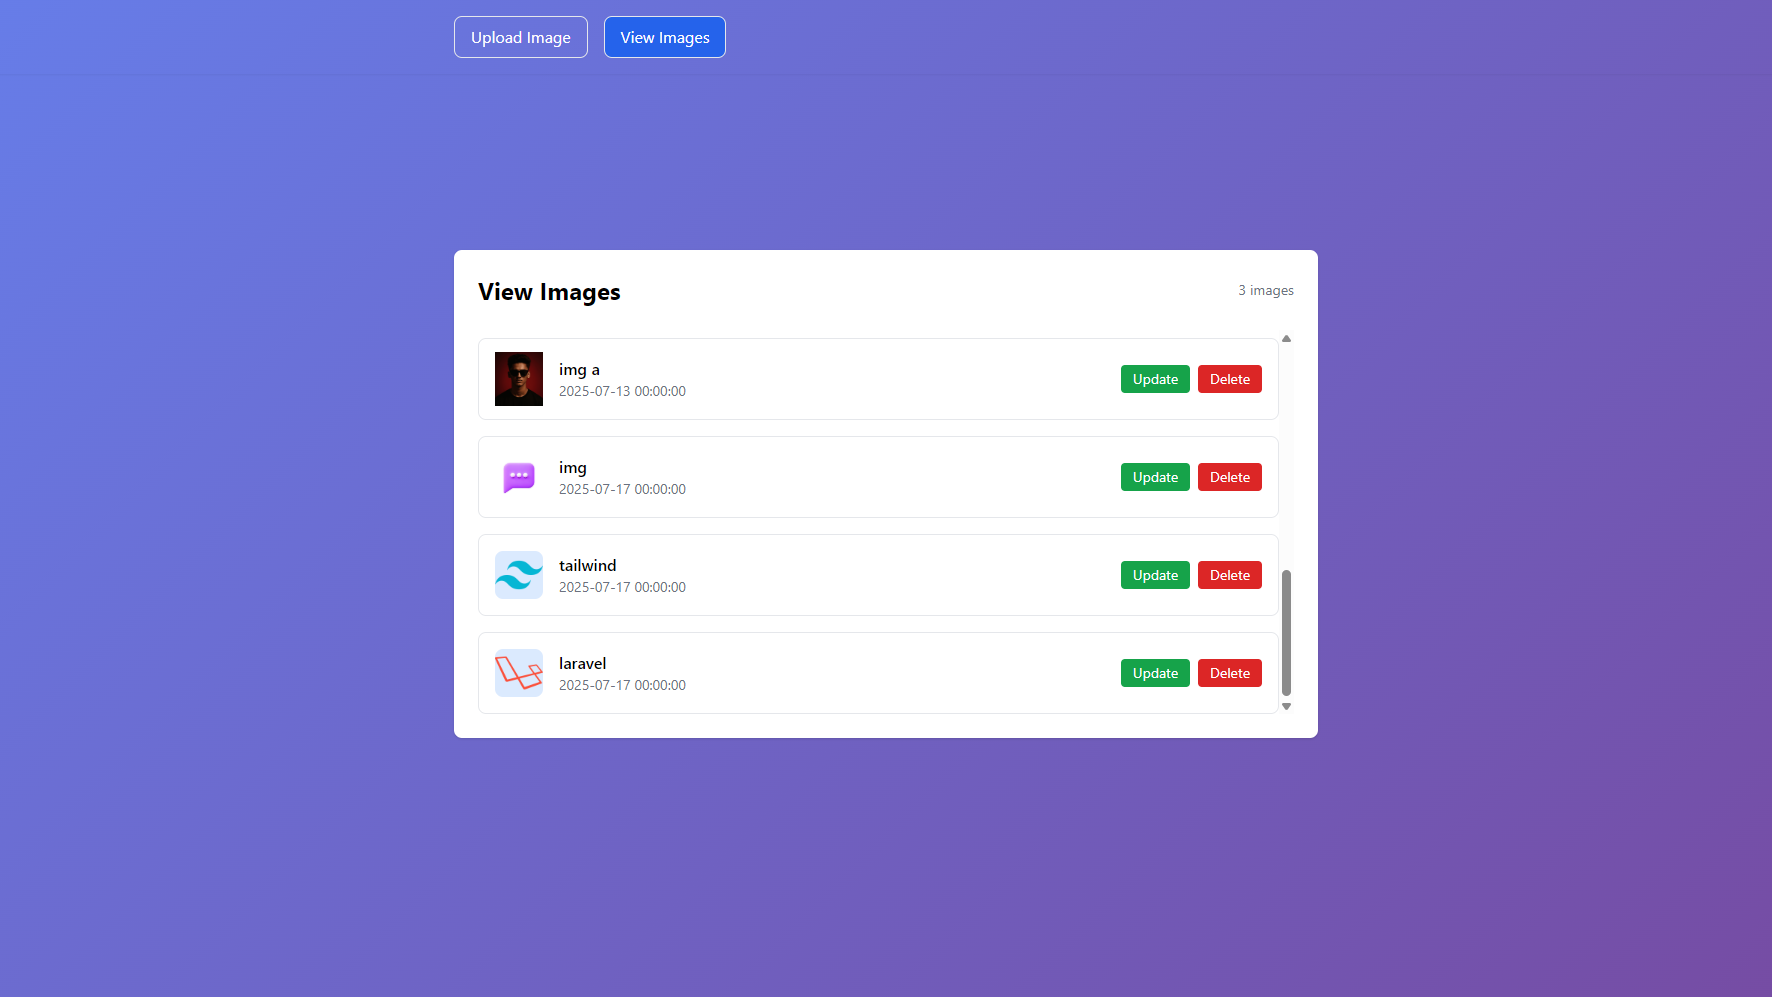 Upload Image
View Images
View Images
3 images
img a
2025-07-13 00:00:00
Update
Delete
img
2025-07-17 00:00:00
Update
Delete
tailwind
2025-07-17 00:00:00
Update
Delete
laravel
2025-07-17 00:00:00
Update
Delete